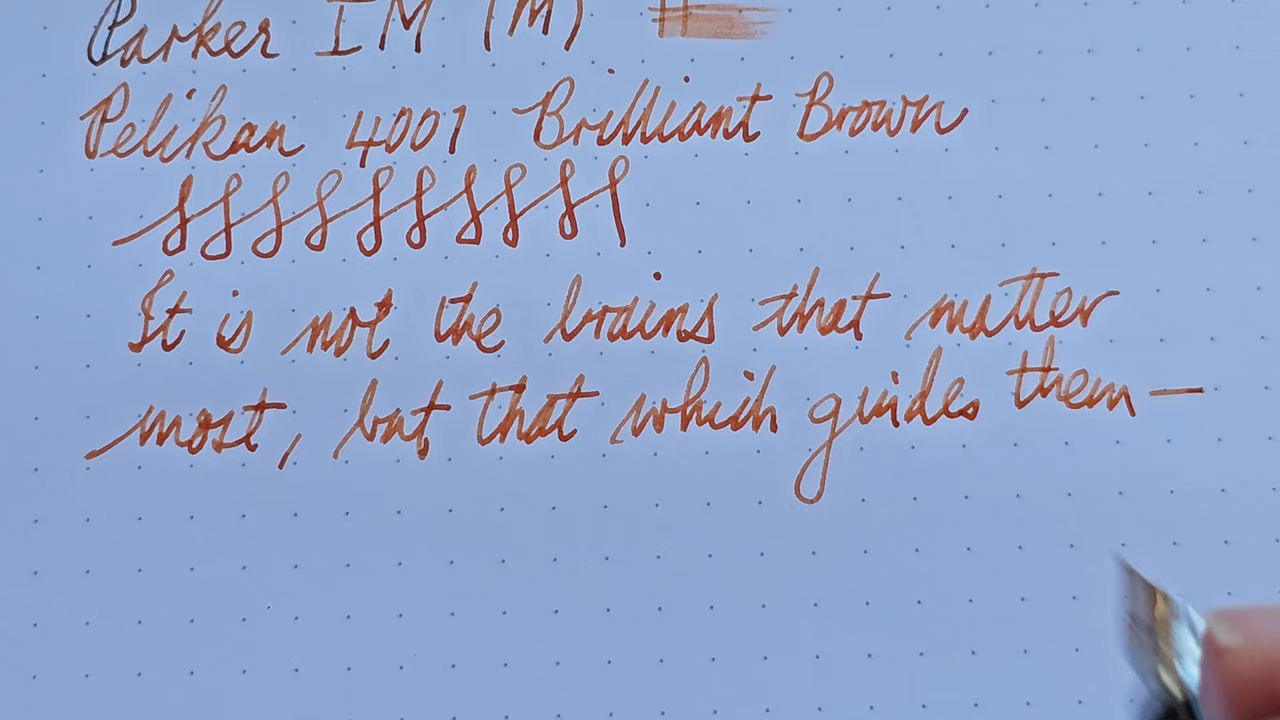 Parker IM (M)
Pelikan 4001 Brilliant Brown
It is not the brains that matter
most, but that which guides them—